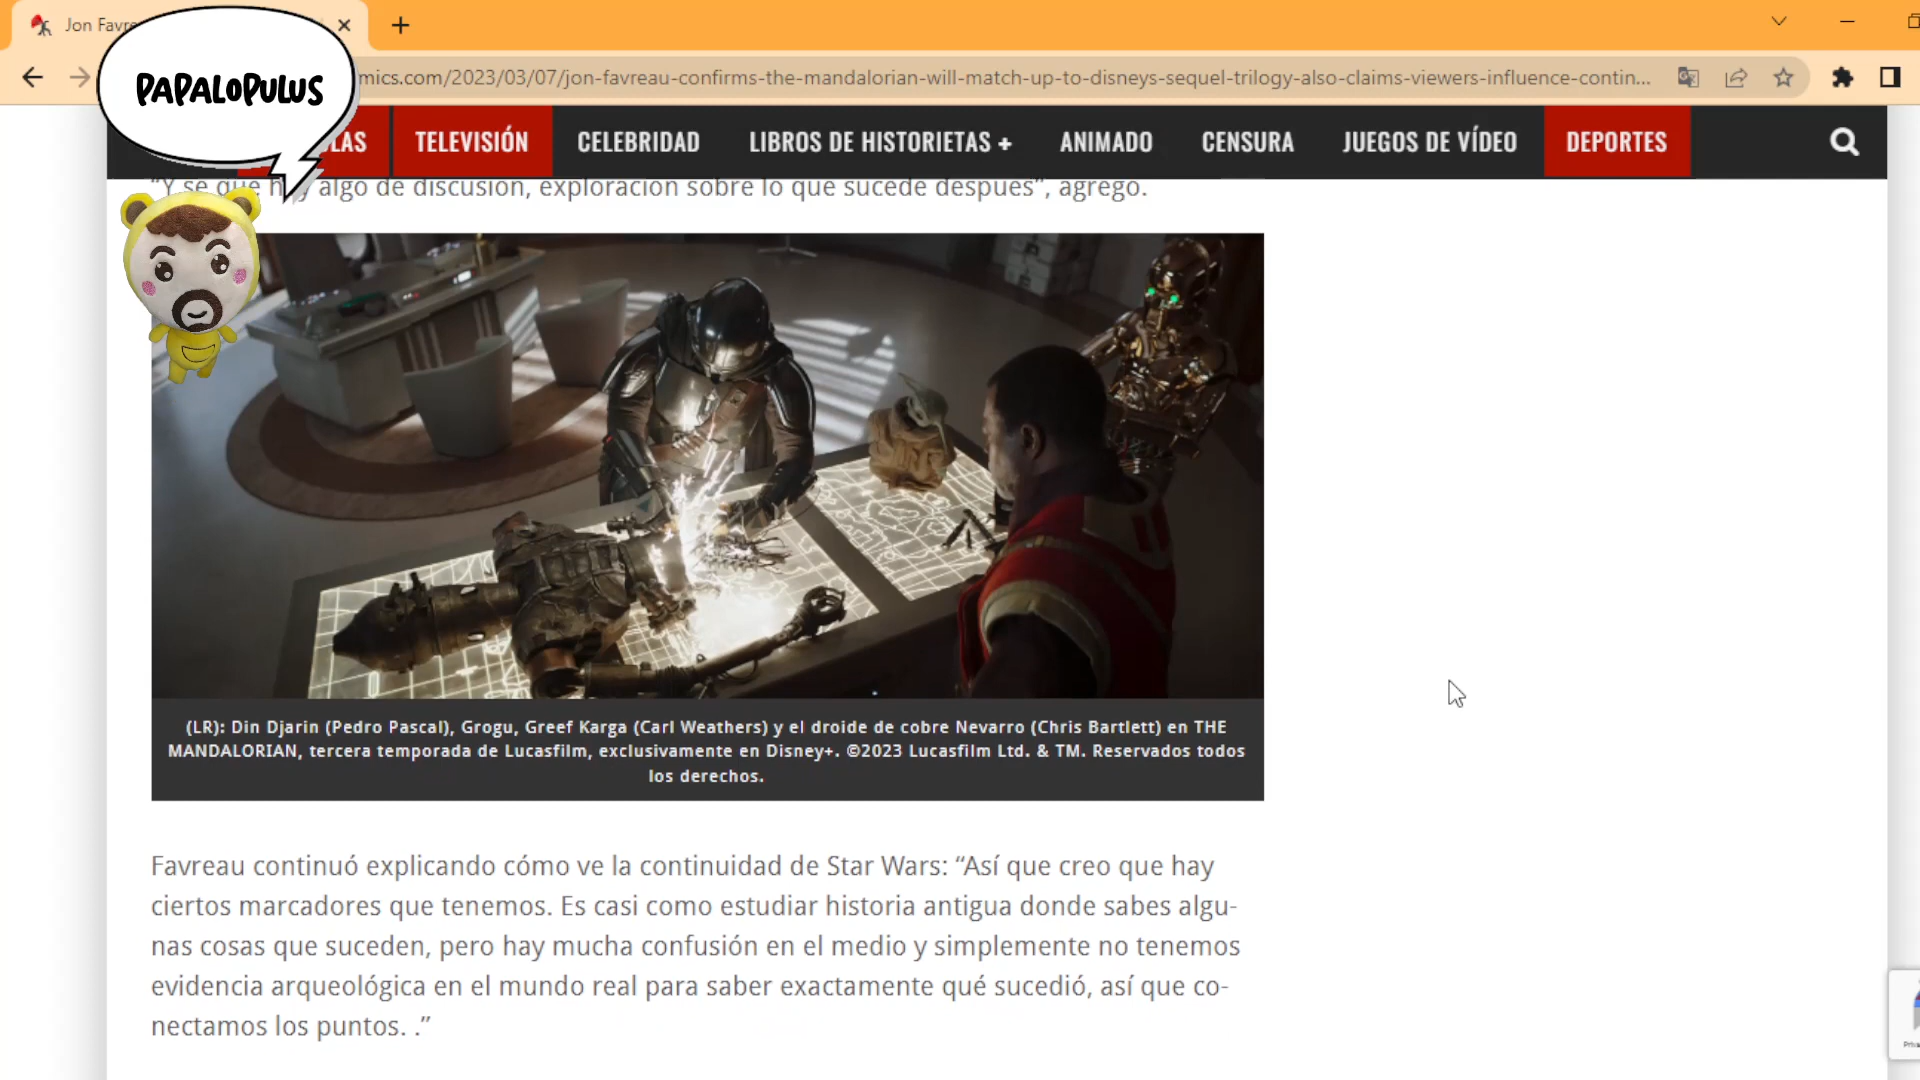 Jon Favre
PAPALOPULUS
mics.com/2023/03/07/jon-favreau-confirms-the-mandalorian-will-match-up-to-disneys-sequel-trilogy-also-claims-viewers-influence-contin...
LAS TELEVISIÓN CELEBRIDAD LIBROS DE HISTORIETAS + ANIMADO CENSURA JUEGOS DE VÍDEO DEPORTES
“Y sé que hay algo de discusión, exploración sobre lo que sucede después”, agregó.
(LR): Din Djarin (Pedro Pascal), Grogu, Greef Karga (Carl Weathers) y el droide de cobre Nevarro (Chris Bartlett) en THE
MANDALORIAN, tercera temporada de Lucasfilm, exclusivamente en Disney+. ©2023 Lucasfilm Ltd. & TM. Reservados todos
los derechos.
Favreau continuó explicando cómo ve la continuidad de Star Wars: “Así que creo que hay
ciertos marcadores que tenemos. Es casi como estudiar historia antigua donde sabes algu-
nas cosas que suceden, pero hay mucha confusión en el medio y simplemente no tenemos
evidencia arqueológica en el mundo real para saber exactamente qué sucedió, así que co-
nectamos los puntos. .”